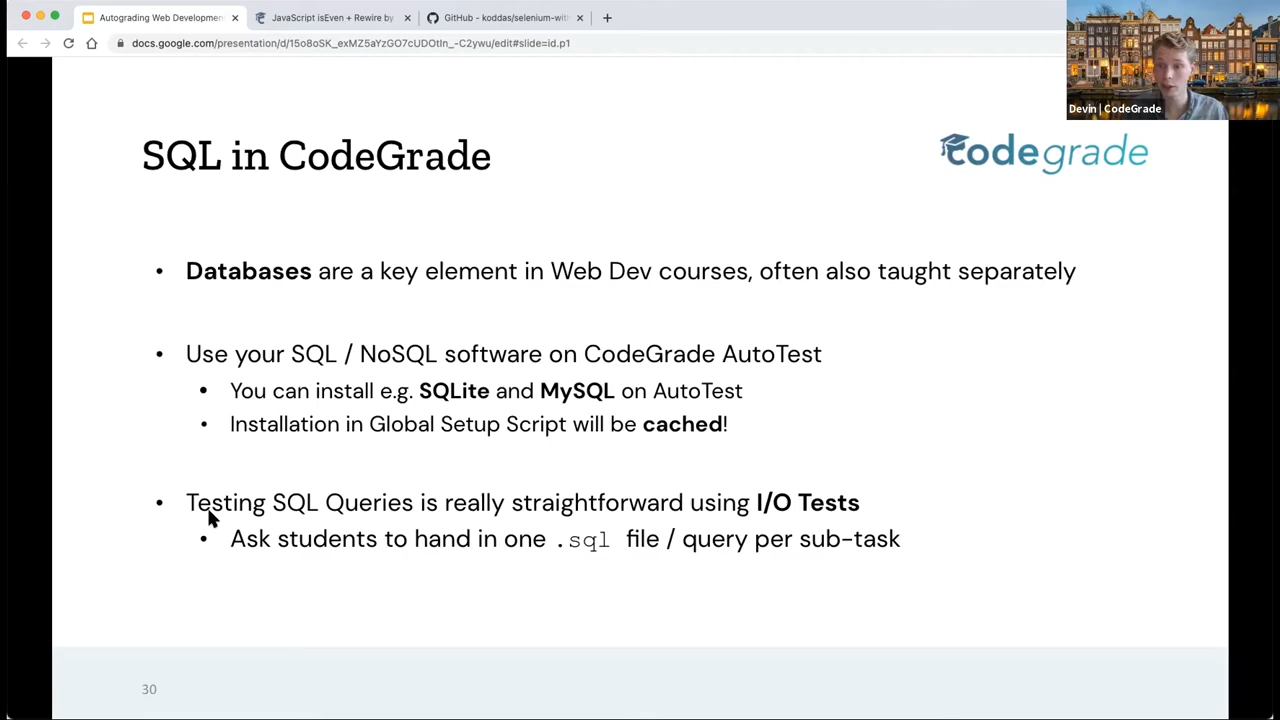 Autograding Web Developmen
JavaScript isEven + Rewire by
GitHub - koddas/selenium-with
docs.google.com/presentation/d/15o8oSK_exMZ5aYzGO7cUDOtIn_-C2ywu/edit#slide=id.p1
Devin | CodeGrade
SQL in CodeGrade
codegrade
• Databases are a key element in Web Dev courses, often also taught separately
• Use your SQL / NoSQL software on CodeGrade AutoTest
• You can install e.g. SQLite and MySQL on AutoTest
• Installation in Global Setup Script will be cached!
• Testing SQL Queries is really straightforward using I/O Tests
• Ask students to hand in one .sql file / query per sub-task
30